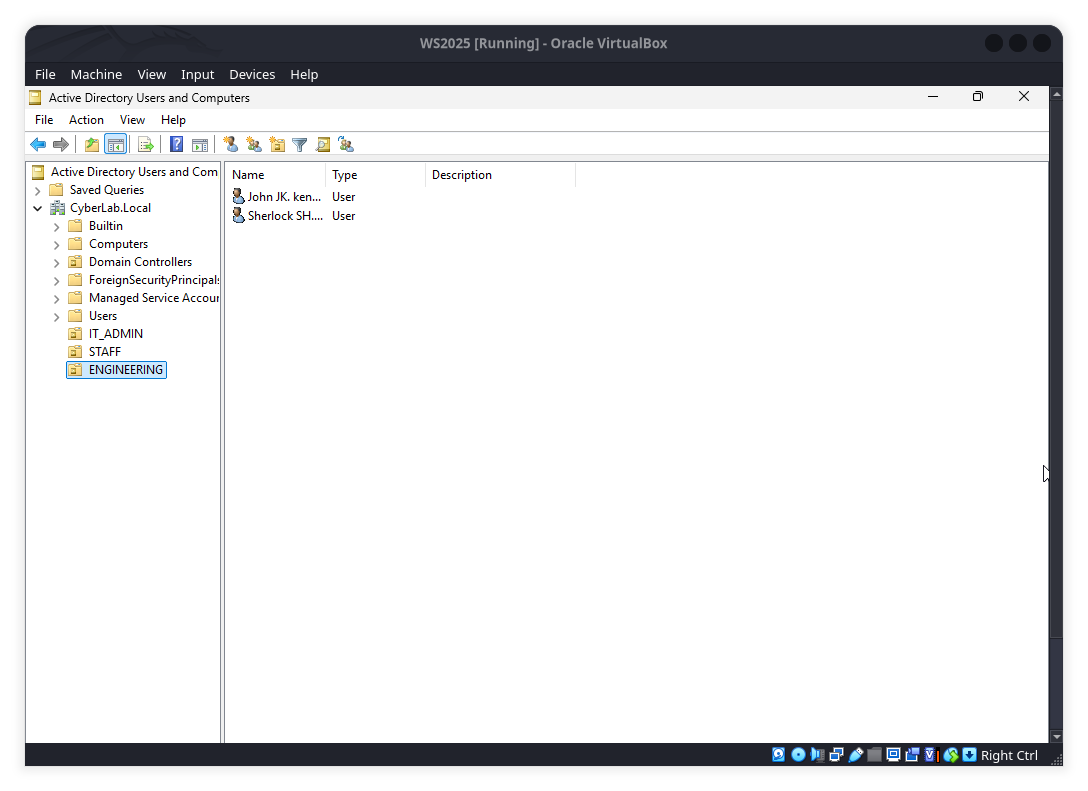 WS2025 [Running] - Oracle VirtualBox
File Machine View Input Devices Help
Active Directory Users and Computers
File Action View Help
Active Directory Users and Com
Saved Queries
CyberLab.Local
Builtin
Computers
Domain Controllers
ForeignSecurityPrincipals
Managed Service Accour
Users
IT_ADMIN
STAFF
ENGINEERING
Name Type Description
John JK. ken... User
Sherlock SH.... User
Right Ctrl